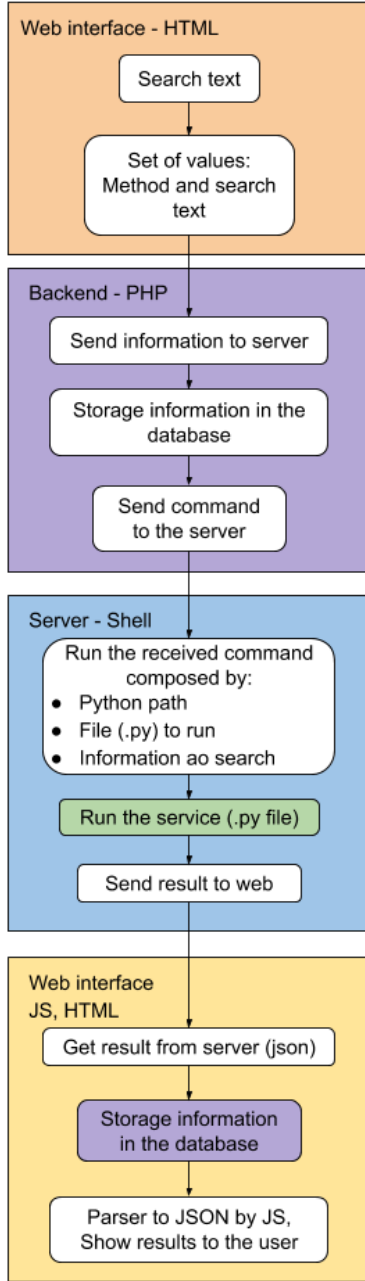 Web interface - HTML
Search text
Set of values:
Method and search
text
Backend - PHP
Send information to server
Storage information in the
database
Send command
to the server
Server - Shell
Run the received command
composed by:
● Python path
● File (.py) to run
● Information ao search
Run the service (.py file)
Send result to web
Web interface
JS, HTML
Get result from server (json)
Storage information
in the database
Parser to JSON by JS,
Show results to the user